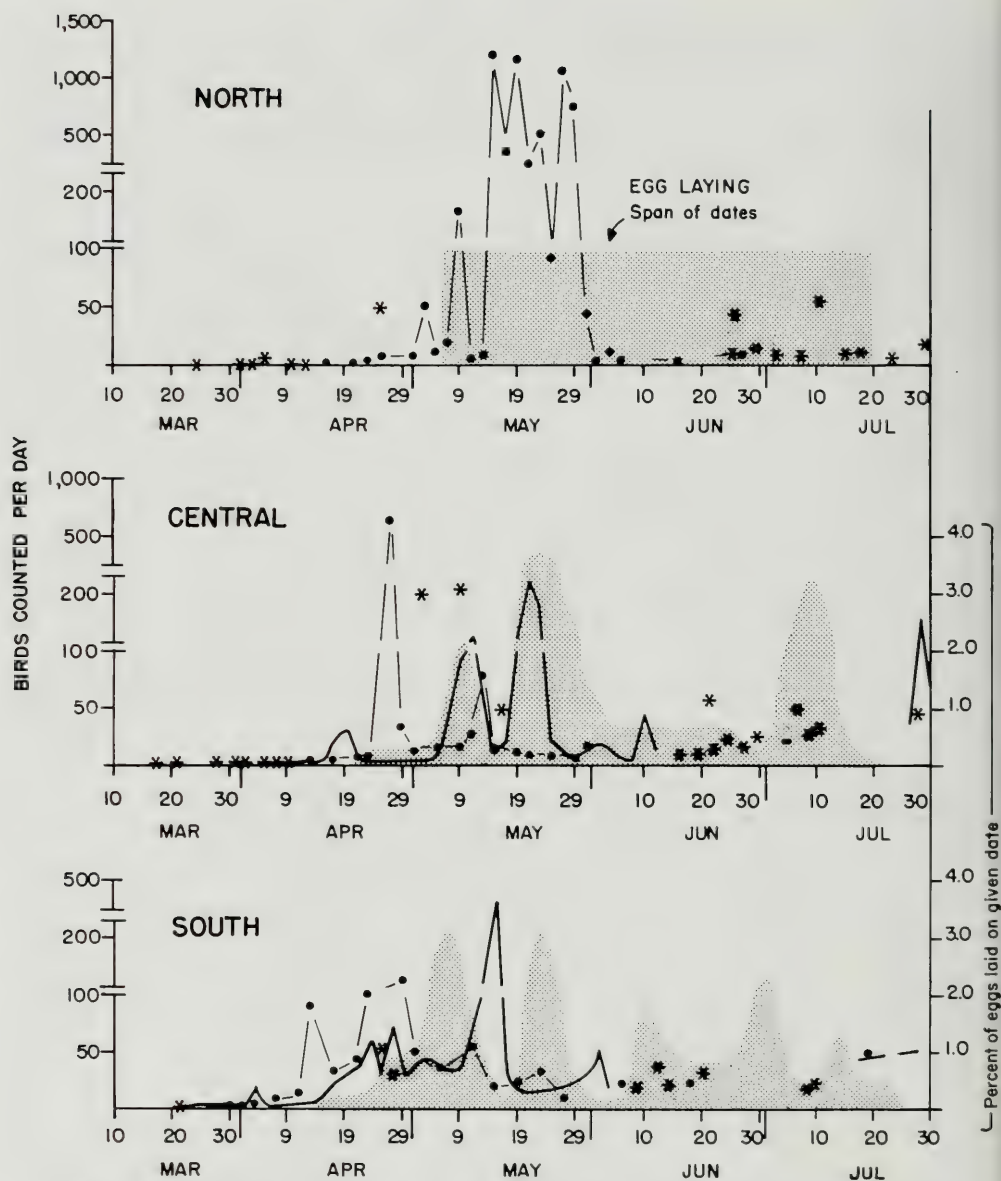 1,500
1,000
500
200
100
50
NORTH
EGG LAYING
Span of dates
10 20 30 9 19 29 9 19 29 10 20 30 10 20 30
MAR APR MAY JUN JUL
BIRDS COUNTED PER DAY
1,000
500
200
100
50
CENTRAL
4.0
3.0
2.0
1.0
10 20 30 9 19 29 9 19 29 10 20 30 10 20 30
MAR APR MAY JUN JUL
500
200
100
50
SOUTH
4.0
3.0
2.0
1.0
10 20 30 9 19 29 9 19 29 10 20 30 10 20 30
MAR APR MAY JUN JUL
Percent of eggs laid on given date